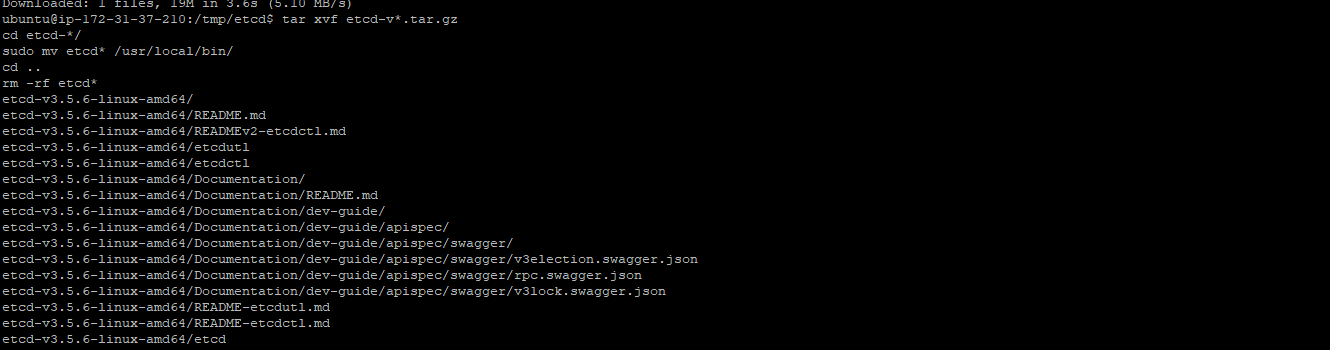 Downloaded: 1 files, 19M in 3.6s (5.10 MB/s)
ubuntu@ip-172-31-37-210:/tmp/etcd$ tar xvf etcd-v*.tar.gz
cd etcd-*/
sudo mv etcd* /usr/local/bin/
cd ..
rm -rf etcd*
etcd-v3.5.6-linux-amd64/
etcd-v3.5.6-linux-amd64/README.md
etcd-v3.5.6-linux-amd64/READMEv2-etcdctl.md
etcd-v3.5.6-linux-amd64/etcdutl
etcd-v3.5.6-linux-amd64/etcdctl
etcd-v3.5.6-linux-amd64/Documentation/
etcd-v3.5.6-linux-amd64/Documentation/README.md
etcd-v3.5.6-linux-amd64/Documentation/dev-guide/
etcd-v3.5.6-linux-amd64/Documentation/dev-guide/apispec/
etcd-v3.5.6-linux-amd64/Documentation/dev-guide/apispec/swagger/
etcd-v3.5.6-linux-amd64/Documentation/dev-guide/apispec/swagger/v3election.swagger.json
etcd-v3.5.6-linux-amd64/Documentation/dev-guide/apispec/swagger/rpc.swagger.json
etcd-v3.5.6-linux-amd64/Documentation/dev-guide/apispec/swagger/v3lock.swagger.json
etcd-v3.5.6-linux-amd64/README-etcdutl.md
etcd-v3.5.6-linux-amd64/README-etcdctl.md
etcd-v3.5.6-linux-amd64/etcd